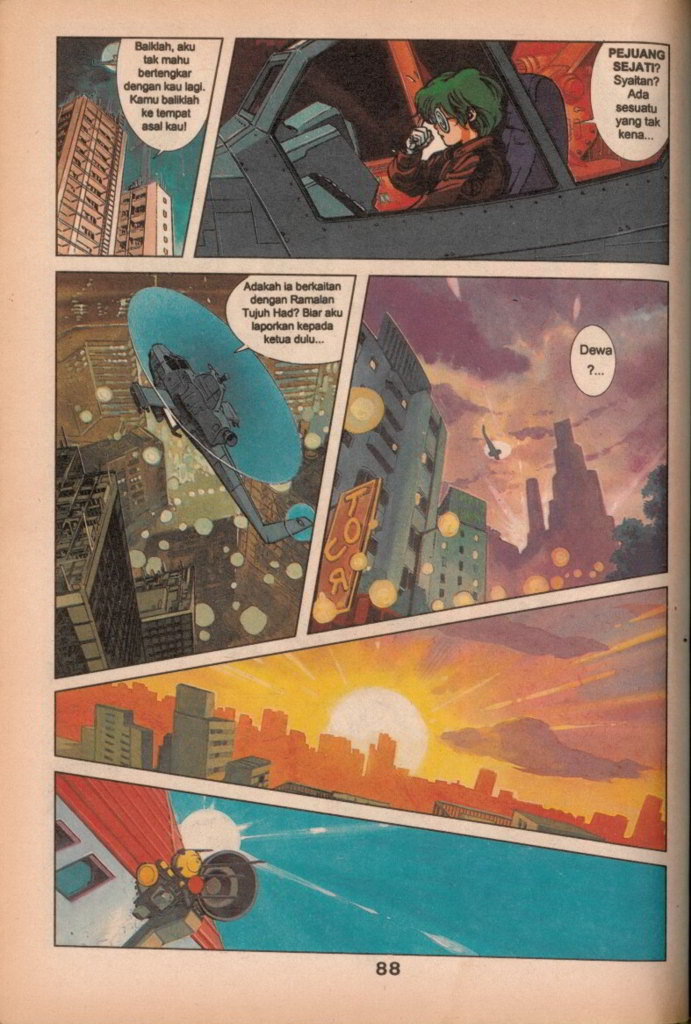 Baiklah, aku
tak mahu
bertengkar
dengan kau lagi.
Kamu baliklah
ke tempat
asal kau!
PEJUANG
SEJATI?
Syaitan?
Ada
sesuatu
yang tak
kena...
Adakah ia berkaitan
dengan Ramalan
Tujuh Had? Biar aku
laporkan kepada
ketua dulu...
Dewa
?...
88